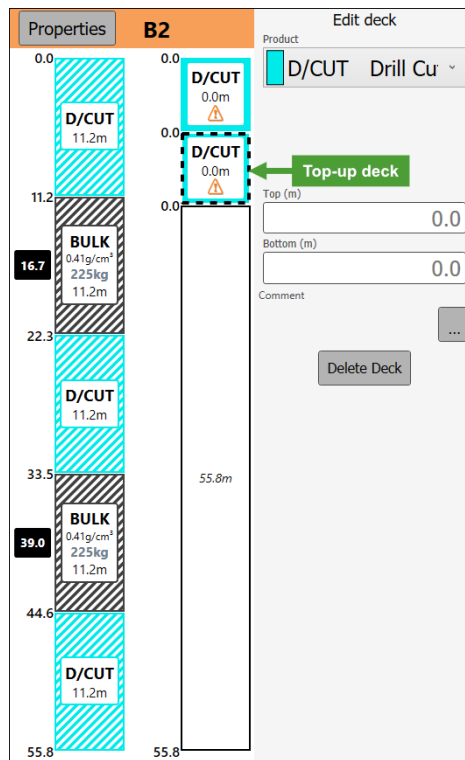 Properties
B2
0.0
D/CUT
11.2m
11.2
BULK
0.41g/cm³
225kg
11.2m
16.7
22.3
D/CUT
11.2m
33.5
BULK
0.41g/cm³
225kg
11.2m
39.0
44.6
D/CUT
11.2m
55.8
0.0
D/CUT
0.0m
0.0
D/CUT
0.0m
0.0
55.8m
55.8
Edit deck
Product
D/CUT Drill Cu
Top-up deck
Top (m)
0.0
Bottom (m)
0.0
Comment
...
Delete Deck